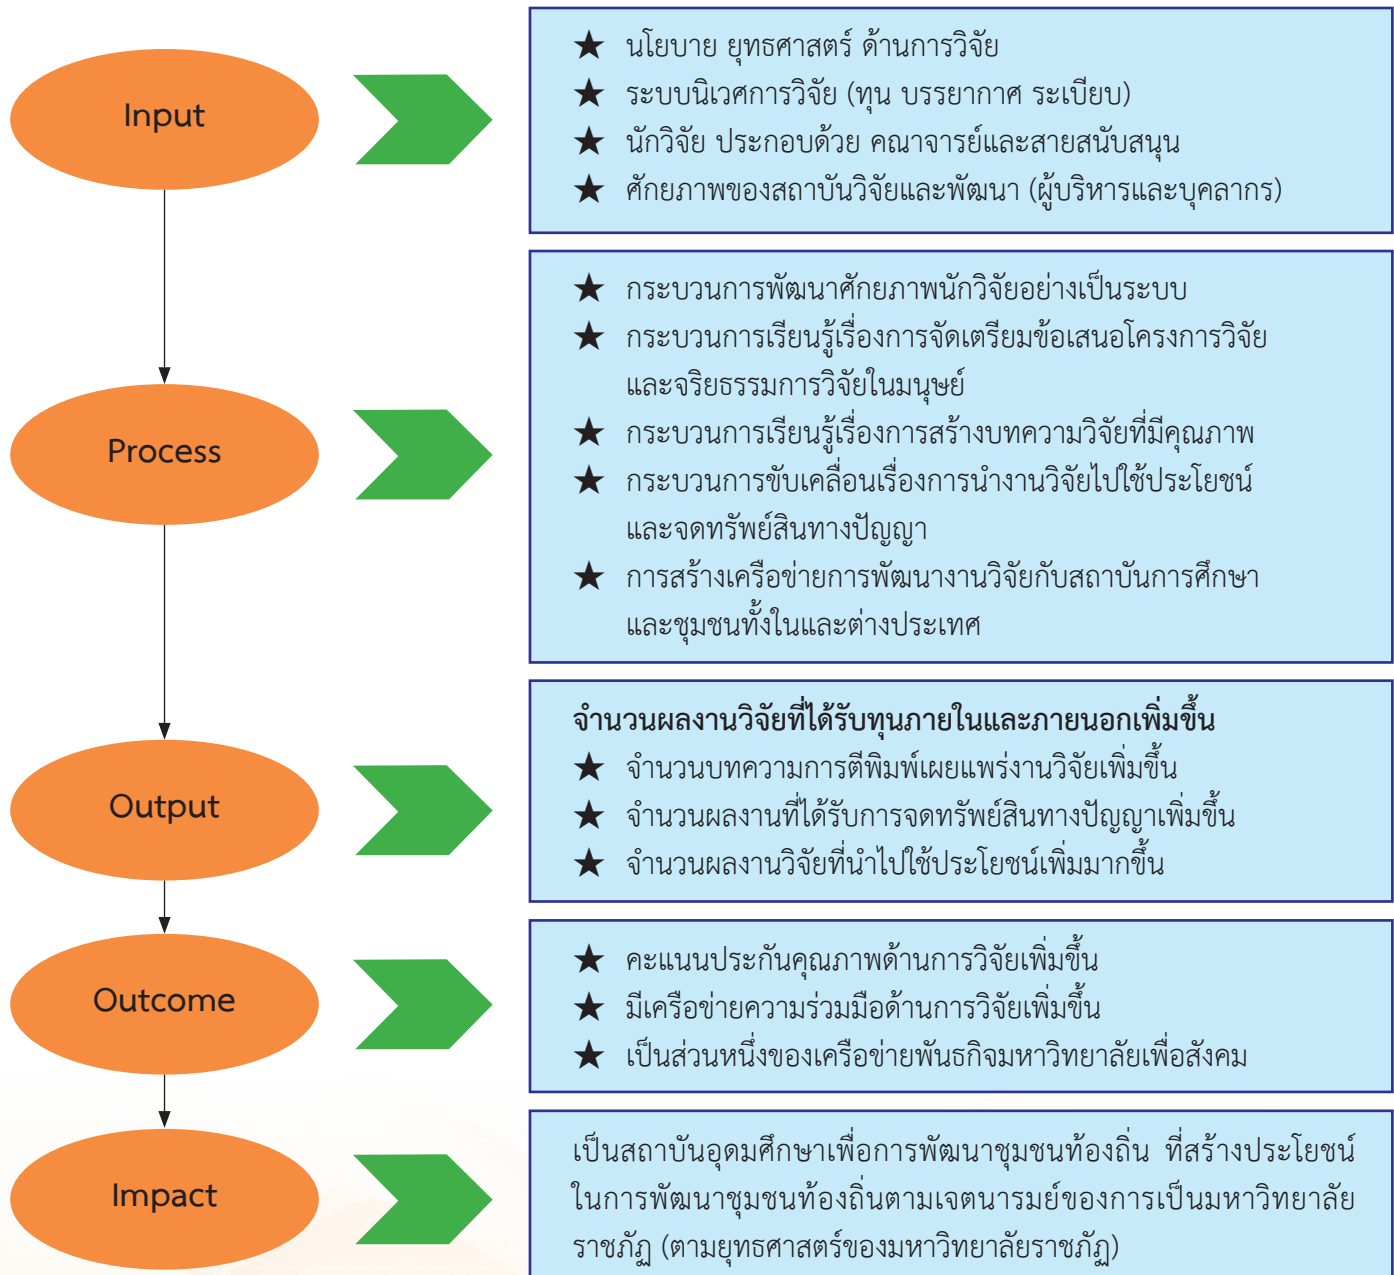 Input
★ นโยบาย ยุทธศาสตร์ ด้านการวิจัย
★ ระบบนิเวศการวิจัย (ทุน บรรยากาศ ระเบียบ)
★ นักวิจัย ประกอบด้วย คณาจารย์และสายสนับสนุน
★ ศักยภาพของสถาบันวิจัยและพัฒนา (ผู้บริหารและบุคลากร)
Process
★ กระบวนการพัฒนาศักยภาพนักวิจัยอย่างเป็นระบบ
★ กระบวนการเรียนรู้เรื่องการจัดเตรียมข้อเสนอโครงการวิจัย
และจริยธรรมการวิจัยในมนุษย์
★ กระบวนการเรียนรู้เรื่องการสร้างบทความวิจัยที่มีคุณภาพ
★ กระบวนการขับเคลื่อนเรื่องการนำงานวิจัยไปใช้ประโยชน์
และจดทรัพย์สินทางปัญญา
★ การสร้างเครือข่ายการพัฒนางานวิจัยกับสถาบันการศึกษา
และชุมชนทั้งในและต่างประเทศ
Output
จำนวนผลงานวิจัยที่ได้รับทุนภายในและภายนอกเพิ่มขึ้น
★ จำนวนบทความการตีพิมพ์เผยแพร่งานวิจัยเพิ่มขึ้น
★ จำนวนผลงานที่ได้รับการจดทรัพย์สินทางปัญญาเพิ่มขึ้น
★ จำนวนผลงานวิจัยที่นำไปใช้ประโยชน์เพิ่มมากขึ้น
Outcome
★ คะแนนประกันคุณภาพด้านการวิจัยเพิ่มขึ้น
★ มีเครือข่ายความร่วมมือด้านการวิจัยเพิ่มขึ้น
★ เป็นส่วนหนึ่งของเครือข่ายพันธกิจมหาวิทยาลัยเพื่อสังคม
Impact
เป็นสถาบันอุดมศึกษาเพื่อการพัฒนาชุมชนท้องถิ่น ที่สร้างประโยชน์
ในการพัฒนาชุมชนท้องถิ่นตามเจตนารมย์ของการเป็นมหาวิทยาลัย
ราชภัฏ (ตามยุทธศาสตร์ของมหาวิทยาลัยราชภัฏ)